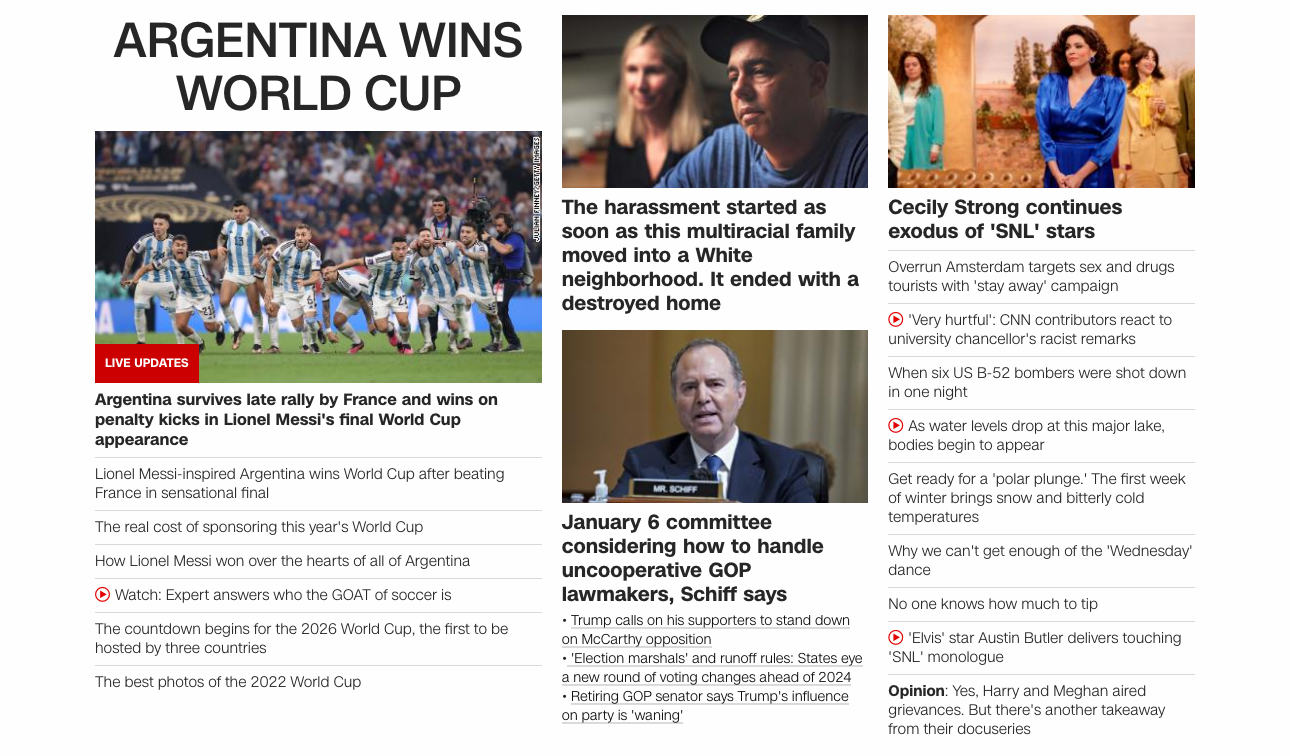 ARGENTINA WINS
WORLD CUP
JULIAN FINNEY/GETTY IMAGES
LIVE UPDATES
Argentina survives late rally by France and wins on
penalty kicks in Lionel Messi's final World Cup
appearance
Lionel Messi-inspired Argentina wins World Cup after beating
France in sensational final
The real cost of sponsoring this year's World Cup
How Lionel Messi won over the hearts of all of Argentina
Watch: Expert answers who the GOAT of soccer is
The countdown begins for the 2026 World Cup, the first to be
hosted by three countries
The best photos of the 2022 World Cup
The harassment started as
soon as this multiracial family
moved into a White
neighborhood. It ended with a
destroyed home
MR. SCHIFF
January 6 committee
considering how to handle
uncooperative GOP
lawmakers, Schiff says
• Trump calls on his supporters to stand down
on McCarthy opposition
• 'Election marshals' and runoff rules: States eye
a new round of voting changes ahead of 2024
• Retiring GOP senator says Trump's influence
on party is 'waning'
Cecily Strong continues
exodus of 'SNL' stars
Overrun Amsterdam targets sex and drugs
tourists with 'stay away' campaign
'Very hurtful': CNN contributors react to
university chancellor's racist remarks
When six US B-52 bombers were shot down
in one night
As water levels drop at this major lake,
bodies begin to appear
Get ready for a 'polar plunge.' The first week
of winter brings snow and bitterly cold
temperatures
Why we can't get enough of the 'Wednesday'
dance
No one knows how much to tip
'Elvis' star Austin Butler delivers touching
'SNL' monologue
Opinion: Yes, Harry and Meghan aired
grievances. But there's another takeaway
from their docuseries